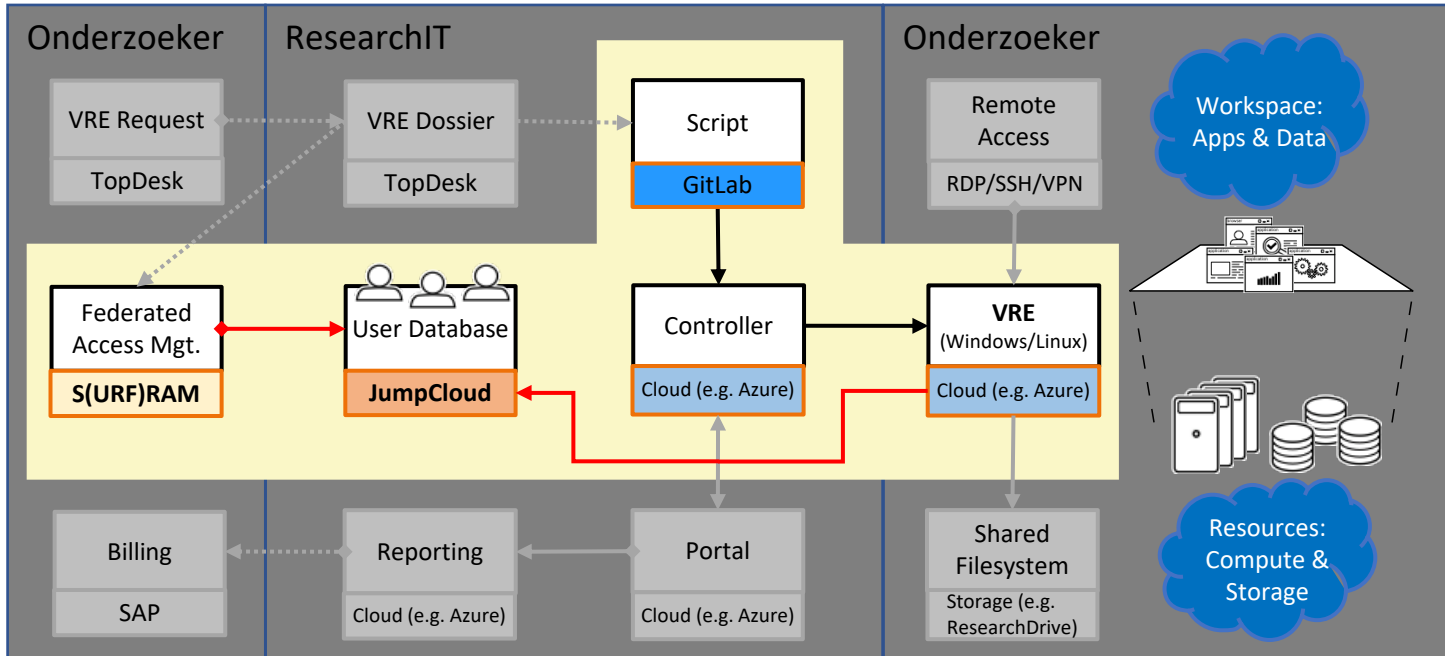 Onderzoeker
ResearchIT
Onderzoeker
VRE Request
TopDesk
VRE Dossier
TopDesk
Script
GitLab
Remote
Access
RDP/SSH/VPN
Workspace:
Apps & Data
Federated
Access Mgt.
S(URF)RAM
User Database
JumpCloud
Controller
Cloud (e.g. Azure)
VRE
(Windows/Linux)
Cloud (e.g. Azure)
Billing
SAP
Reporting
Cloud (e.g. Azure)
Portal
Cloud (e.g. Azure)
Shared
Filesystem
Storage (e.g.
ResearchDrive)
Resources:
Compute &
Storage